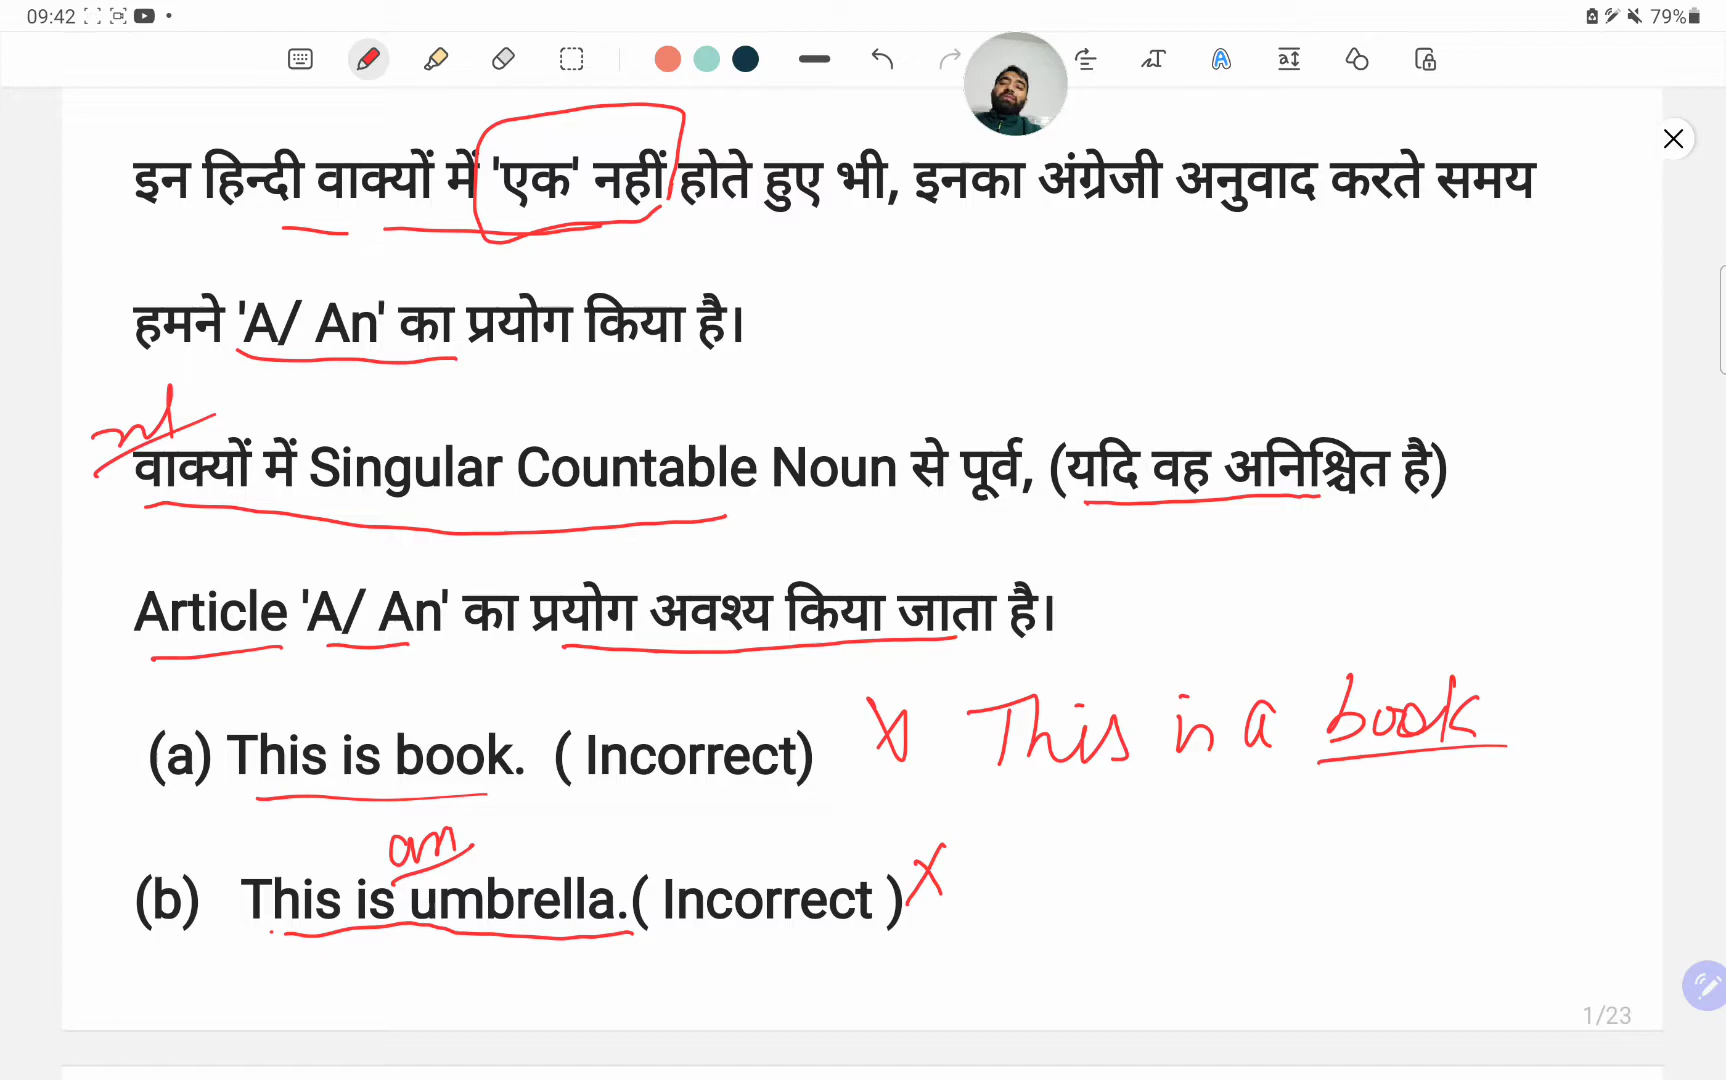 09:42
79%
इन हिन्दी वाक्यों में 'एक' नहीं होते हुए भी, इनका अंग्रेजी अनुवाद करते समय
हमने 'A/ An' का प्रयोग किया है।
वाक्यों में Singular Countable Noun से पूर्व, (यदि वह अनिश्चित है)
Article 'A/ An' का प्रयोग अवश्य किया जाता है।
(a) This is book. ( Incorrect) This is a book
an
(b) This is umbrella.( Incorrect )
1/23